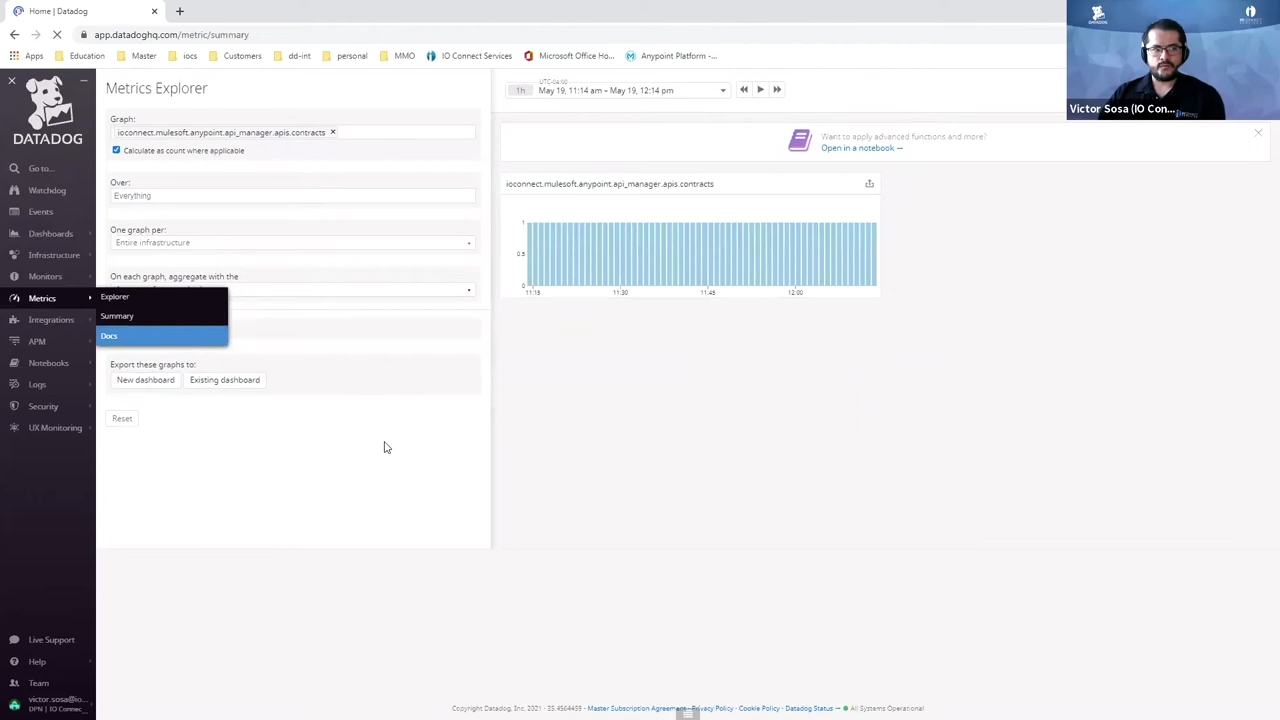 Home | Datadog
app.datadoghq.com/metric/summary
Apps
Education
Master
iocs
Customers
dd-int
personal
MMO
IO Connect Services
Microsoft Office Ho...
Anypoint Platform -...
Victor Sosa (IO Con...
DATADOG
Go to...
Watchdog
Events
Dashboards
Infrastructure
Monitors
Metrics
Integrations
APM
Notebooks
Logs
Security
UX Monitoring
Explorer
Summary
Docs
Live Support
Help
Team
victor.sosa@io...
DPN | IO Connec...
Metrics Explorer
Graph:
ioconnect.mulesoft.anypoint.api_manager.apis.contracts
Calculate as count where applicable
Over:
Everything
One graph per:
Entire infrastructure
On each graph, aggregate with the
Export these graphs to:
New dashboard
Existing dashboard
Reset
UTC-04:00
1h
May 19, 11:14 am – May 19, 12:14 pm
Want to apply advanced functions and more?
Open in a notebook →
ioconnect.mulesoft.anypoint.api_manager.apis.contracts
1
0.5
0
11:15
11:30
11:45
12:00
Copyright Datadog, Inc. 2021 - 35.4564459 - Master Subscription Agreement - Privacy Policy - Cookie Policy - Datadog Status → All Systems Operational